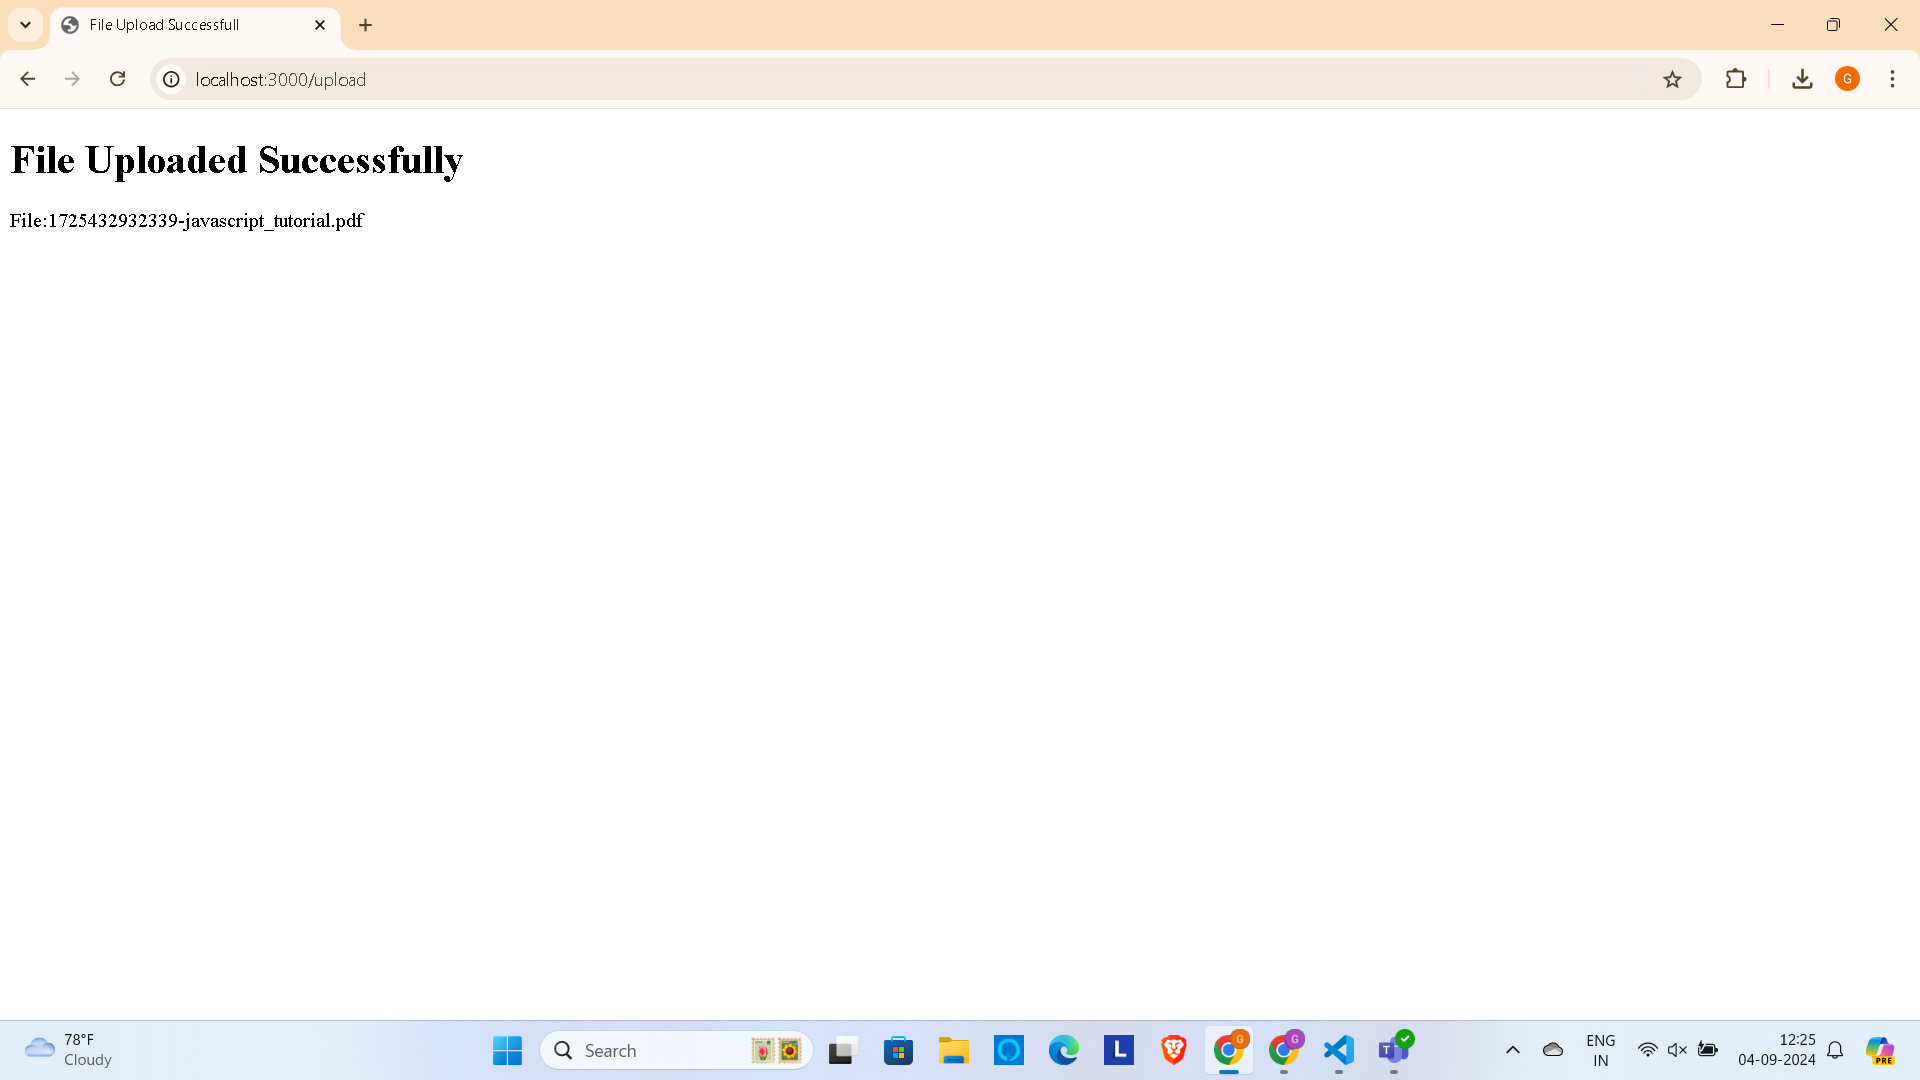 File Upload Successfull
localhost:3000/upload
G
File Uploaded Successfully
File:1725432932339-javascript_tutorial.pdf
78°F
Cloudy
Search
L
G
G
T
ENG
IN
12:25
04-09-2024
PRE